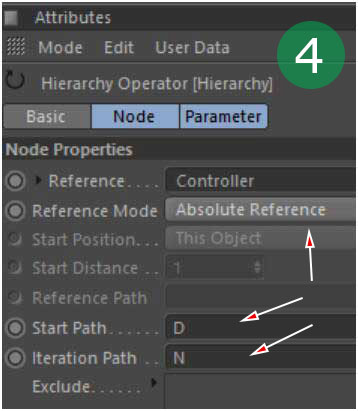 Attributes
4
Mode Edit User Data
Hierarchy Operator [Hierarchy]
Basic Node Parameter
Node Properties
Reference.... Controller
Reference Mode Absolute Reference
Start Position... This Object
Start Distance .. 1
Reference Path
Start Path...... D
Iteration Path .. N
Exclude......